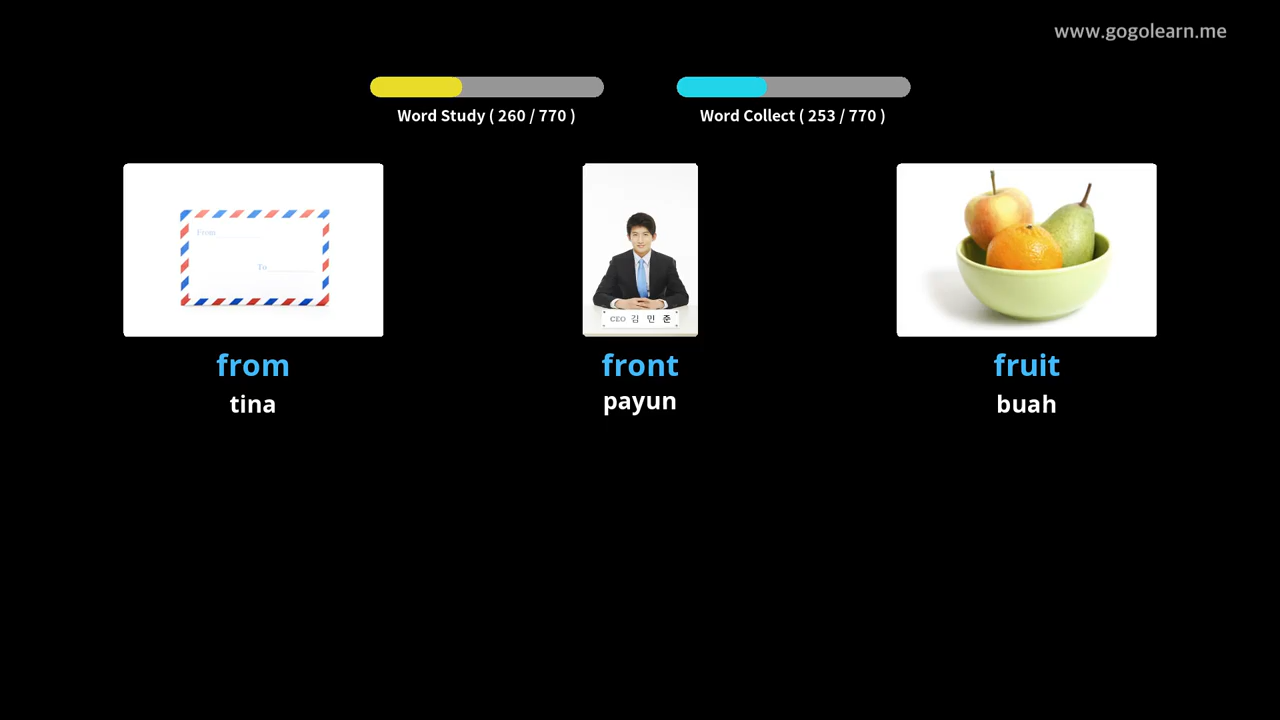 www.gogolearn.me
Word Study ( 260 / 770 )
Word Collect ( 253 / 770 )
From
To
CEO 김 민 준
from
front
fruit
tina
payun
buah